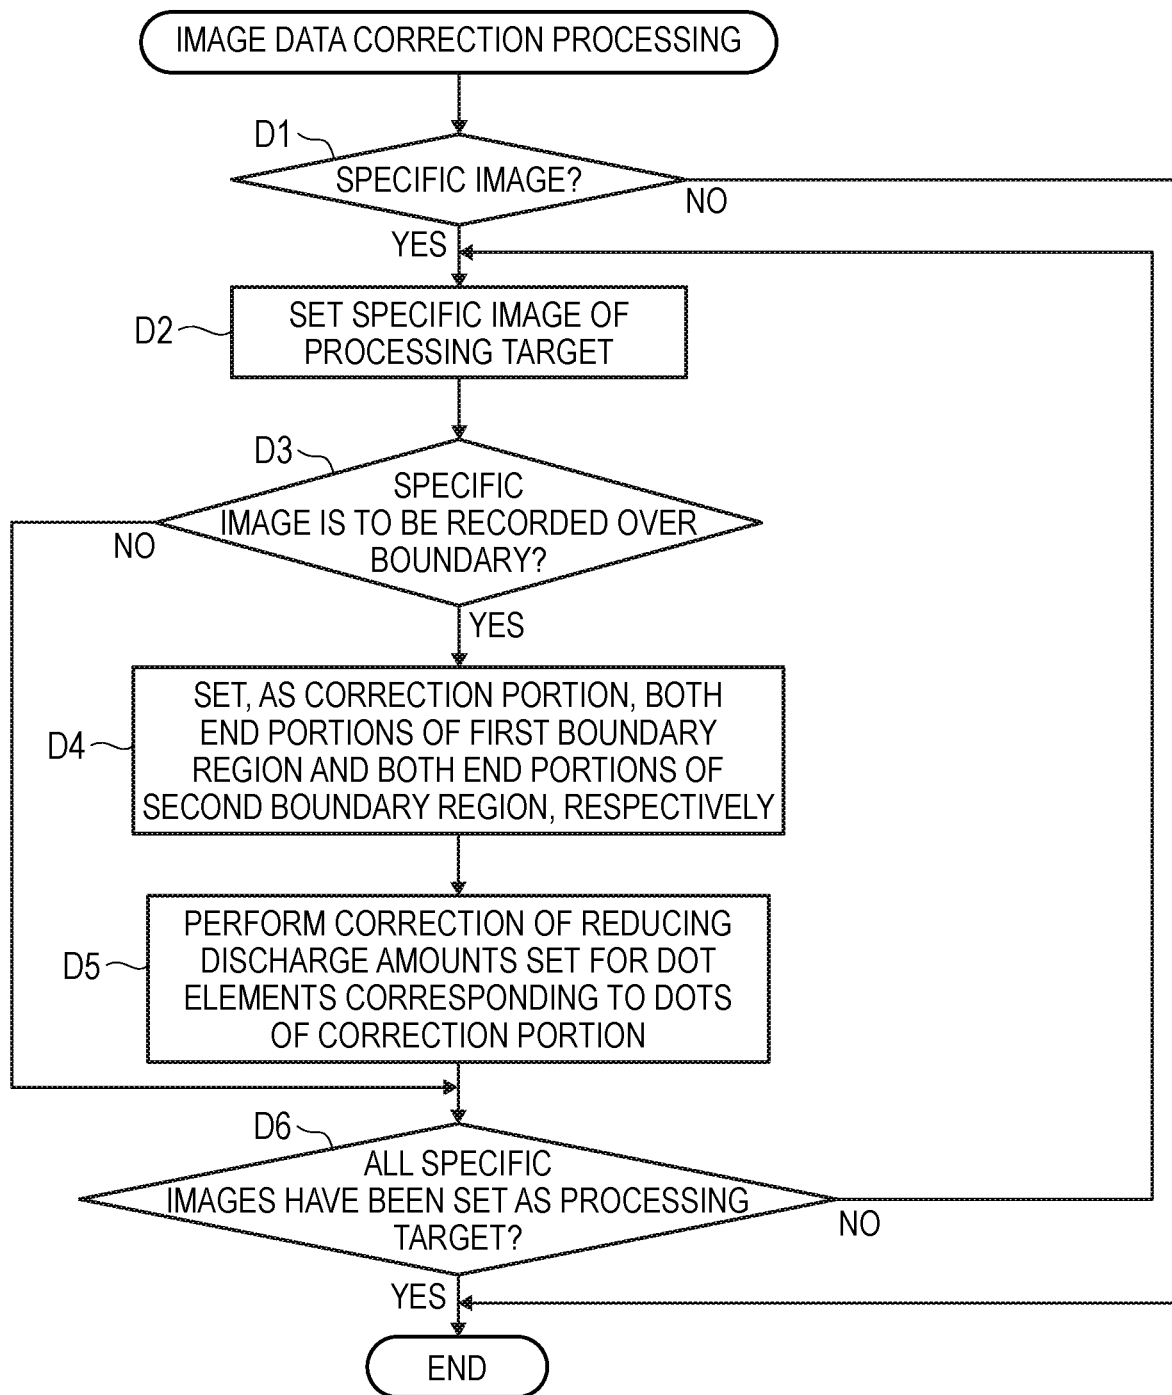 IMAGE DATA CORRECTION PROCESSING
D1
SPECIFIC IMAGE?
NO
YES
D2
SET SPECIFIC IMAGE OF
PROCESSING TARGET
D3
SPECIFIC
IMAGE IS TO BE RECORDED OVER
BOUNDARY?
NO
YES
D4
SET, AS CORRECTION PORTION, BOTH
END PORTIONS OF FIRST BOUNDARY
REGION AND BOTH END PORTIONS OF
SECOND BOUNDARY REGION, RESPECTIVELY
D5
PERFORM CORRECTION OF REDUCING
DISCHARGE AMOUNTS SET FOR DOT
ELEMENTS CORRESPONDING TO DOTS
OF CORRECTION PORTION
D6
ALL SPECIFIC
IMAGES HAVE BEEN SET AS PROCESSING
TARGET?
NO
YES
END